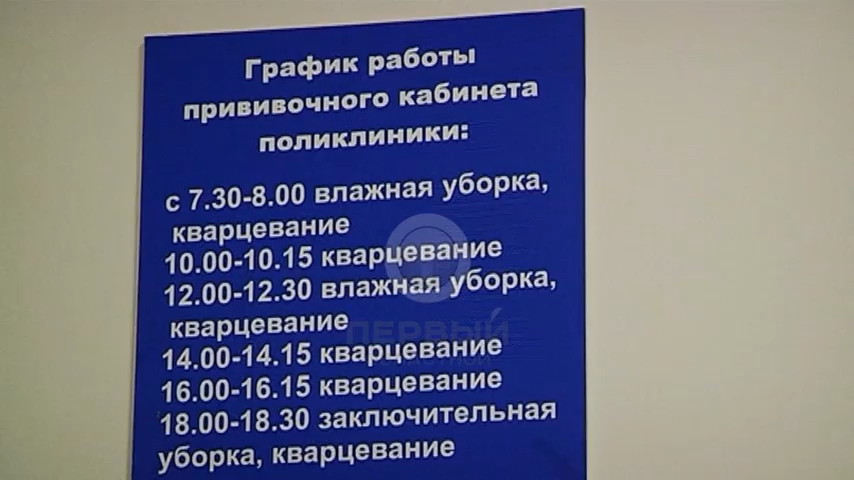 График работы
прививочного кабинета
поликлиники:
с 7.30-8.00 влажная уборка,
кварцевание
10.00-10.15 кварцевание
12.00-12.30 влажная уборка,
кварцевание
ПЕРВЫЙ
14.00-14.15 кварцевание
16.00-16.15 кварцевание
18.00-18.30 заключительная
уборка, кварцевание